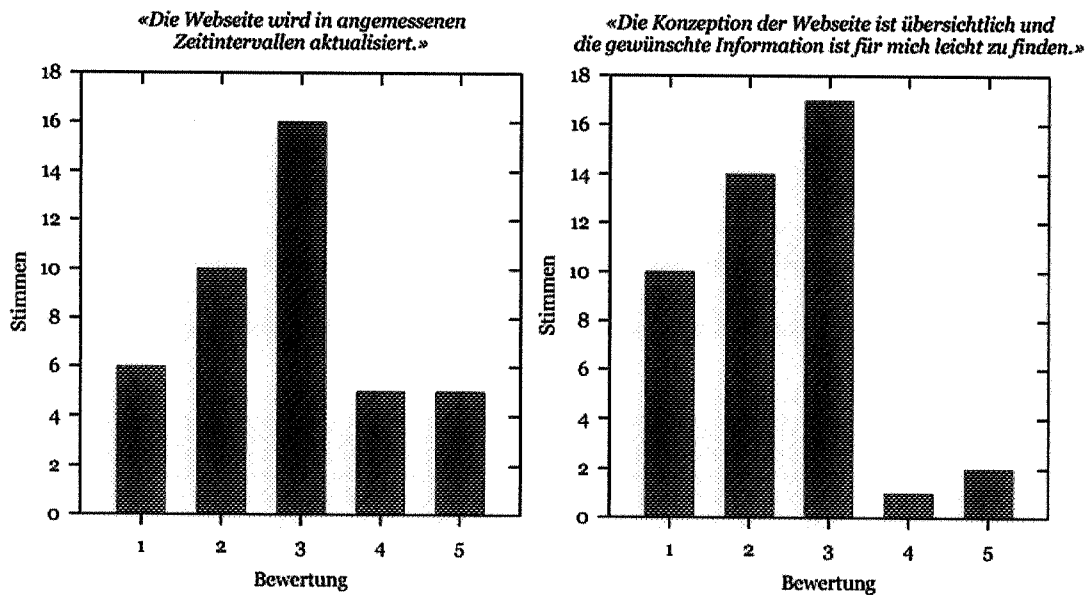 «Die Webseite wird in angemessenen
Zeitintervallen aktualisiert.»
18
16
14
12
10
8
6
4
2
0
Stimmen
1 2 3 4 5
Bewertung
«Die Konzeption der Webseite ist übersichtlich und
die gewünschte Information ist für mich leicht zu finden.»
18
16
14
12
10
8
6
4
2
0
Stimmen
1 2 3 4 5
Bewertung